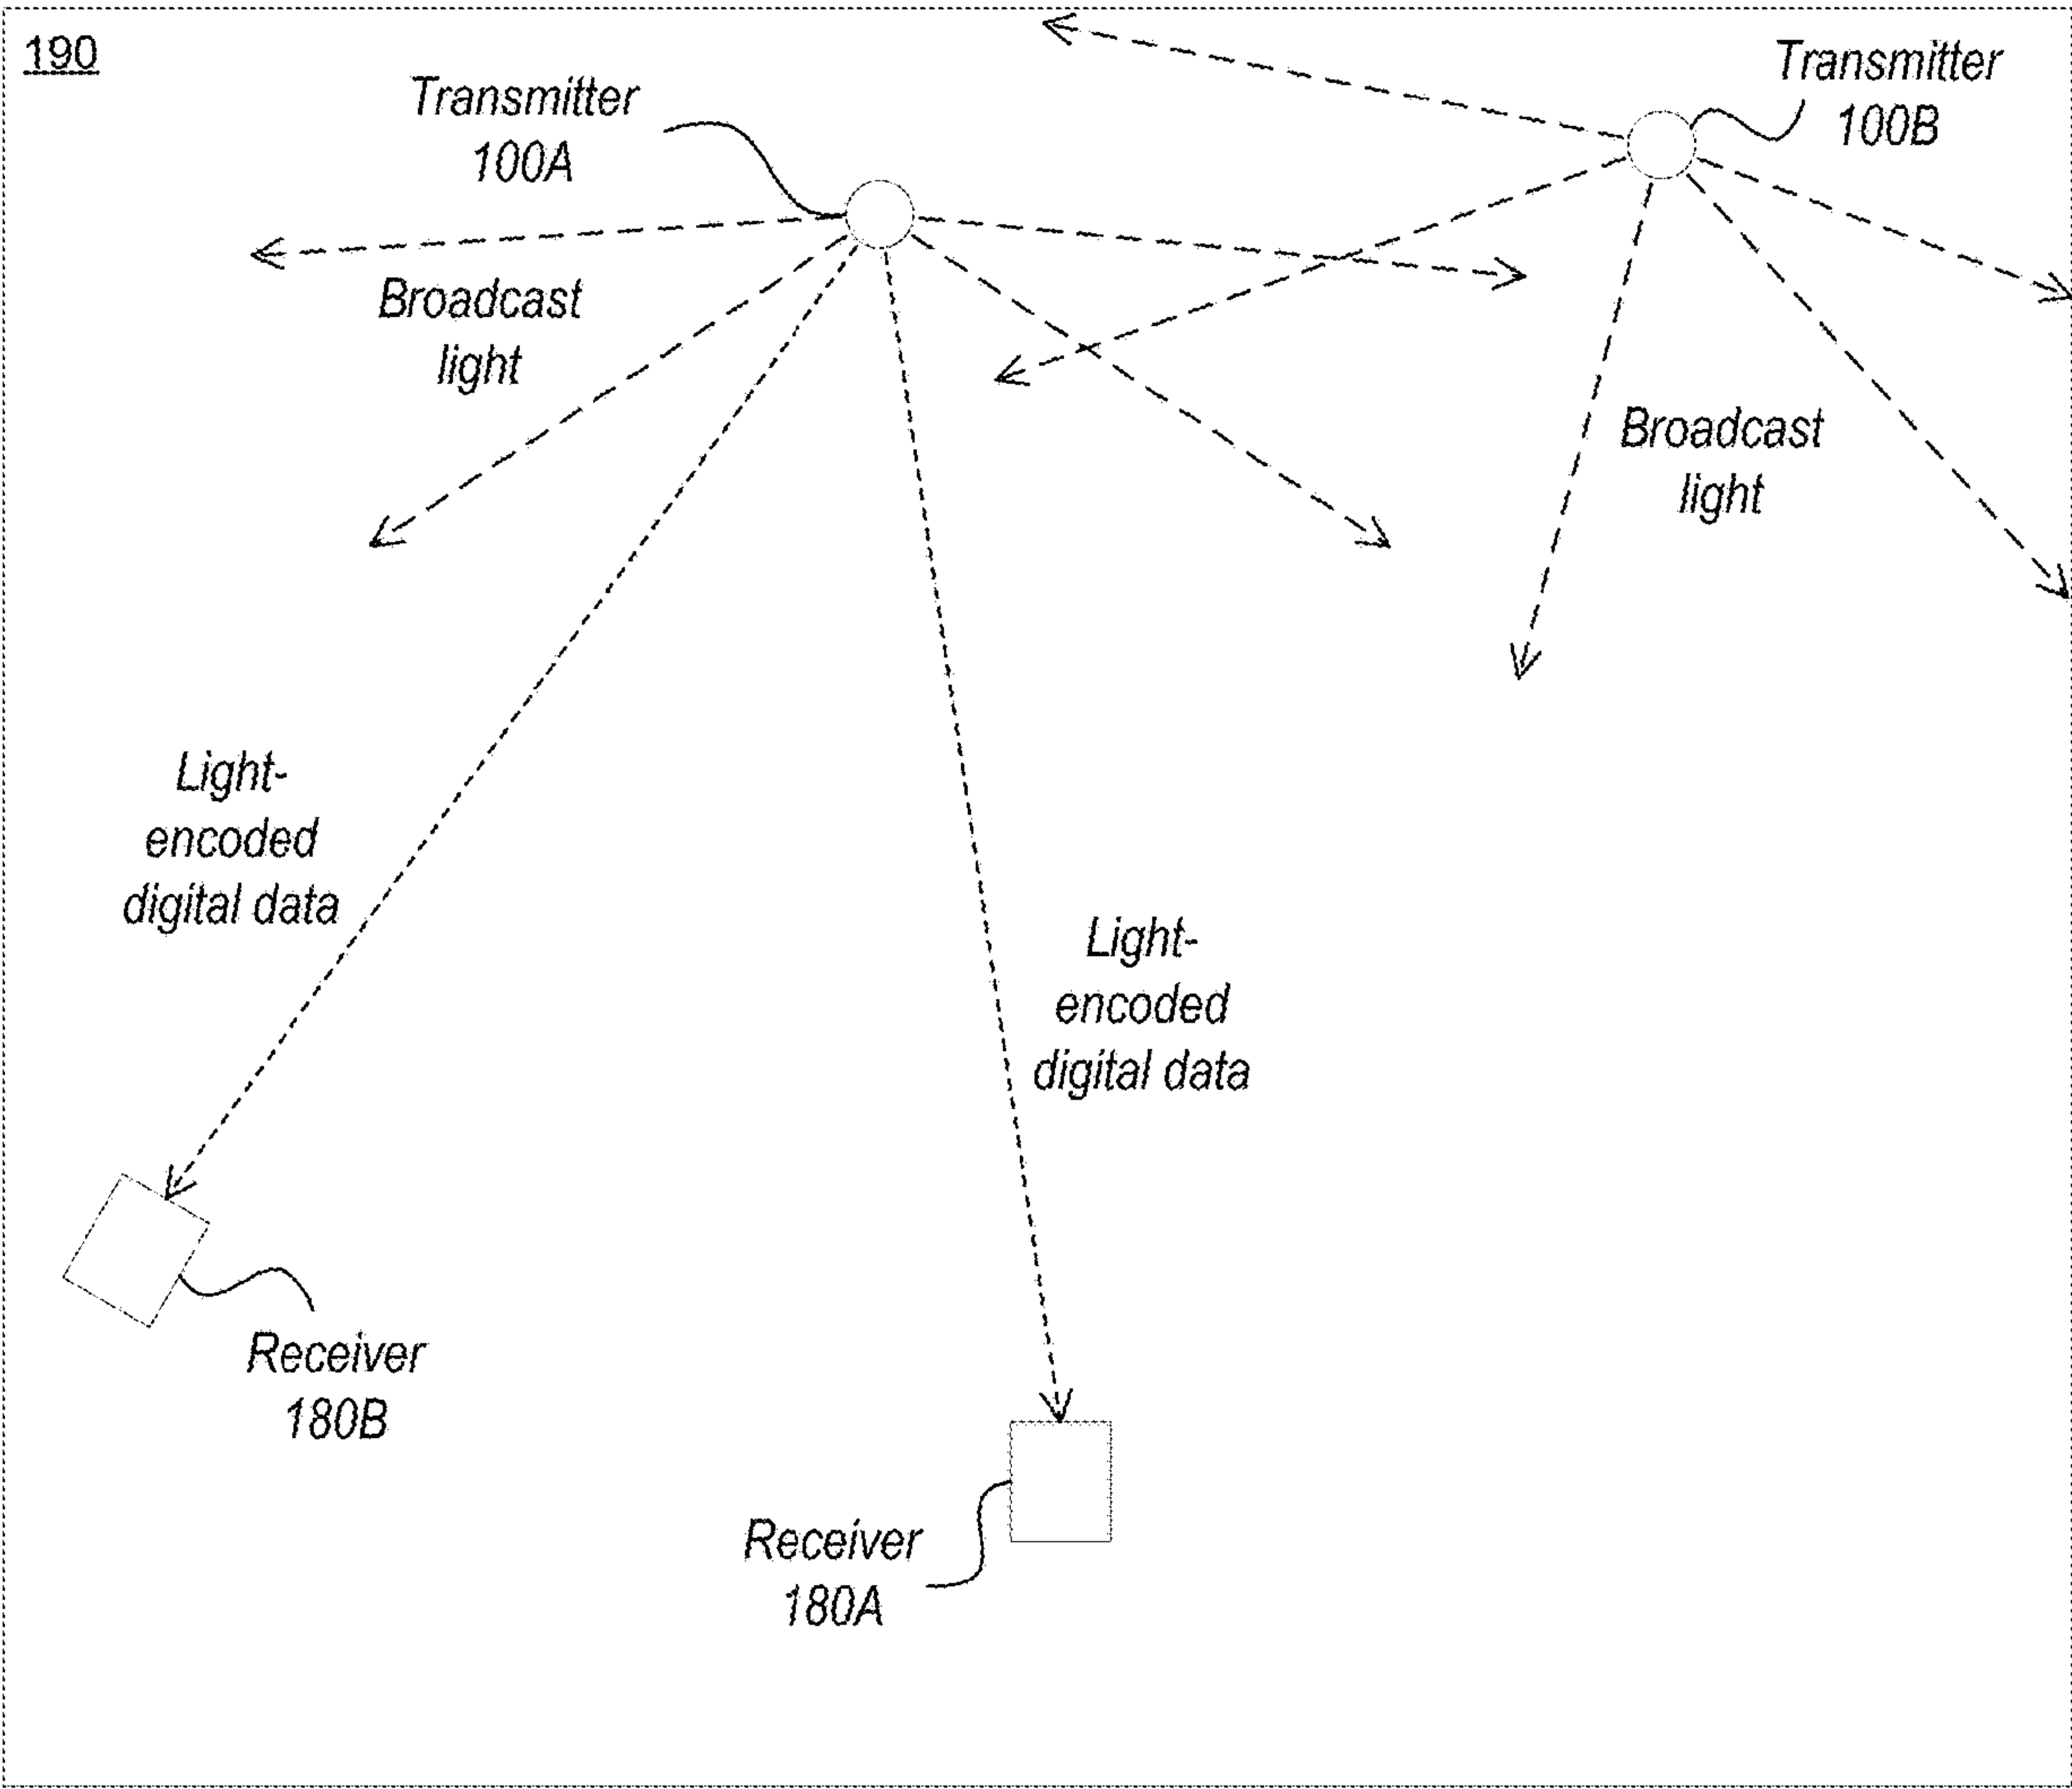 190
Transmitter
100A
Transmitter
100B
Broadcast
light
Broadcast
light
Light-
encoded
digital data
Light-
encoded
digital data
Receiver
180B
Receiver
180A